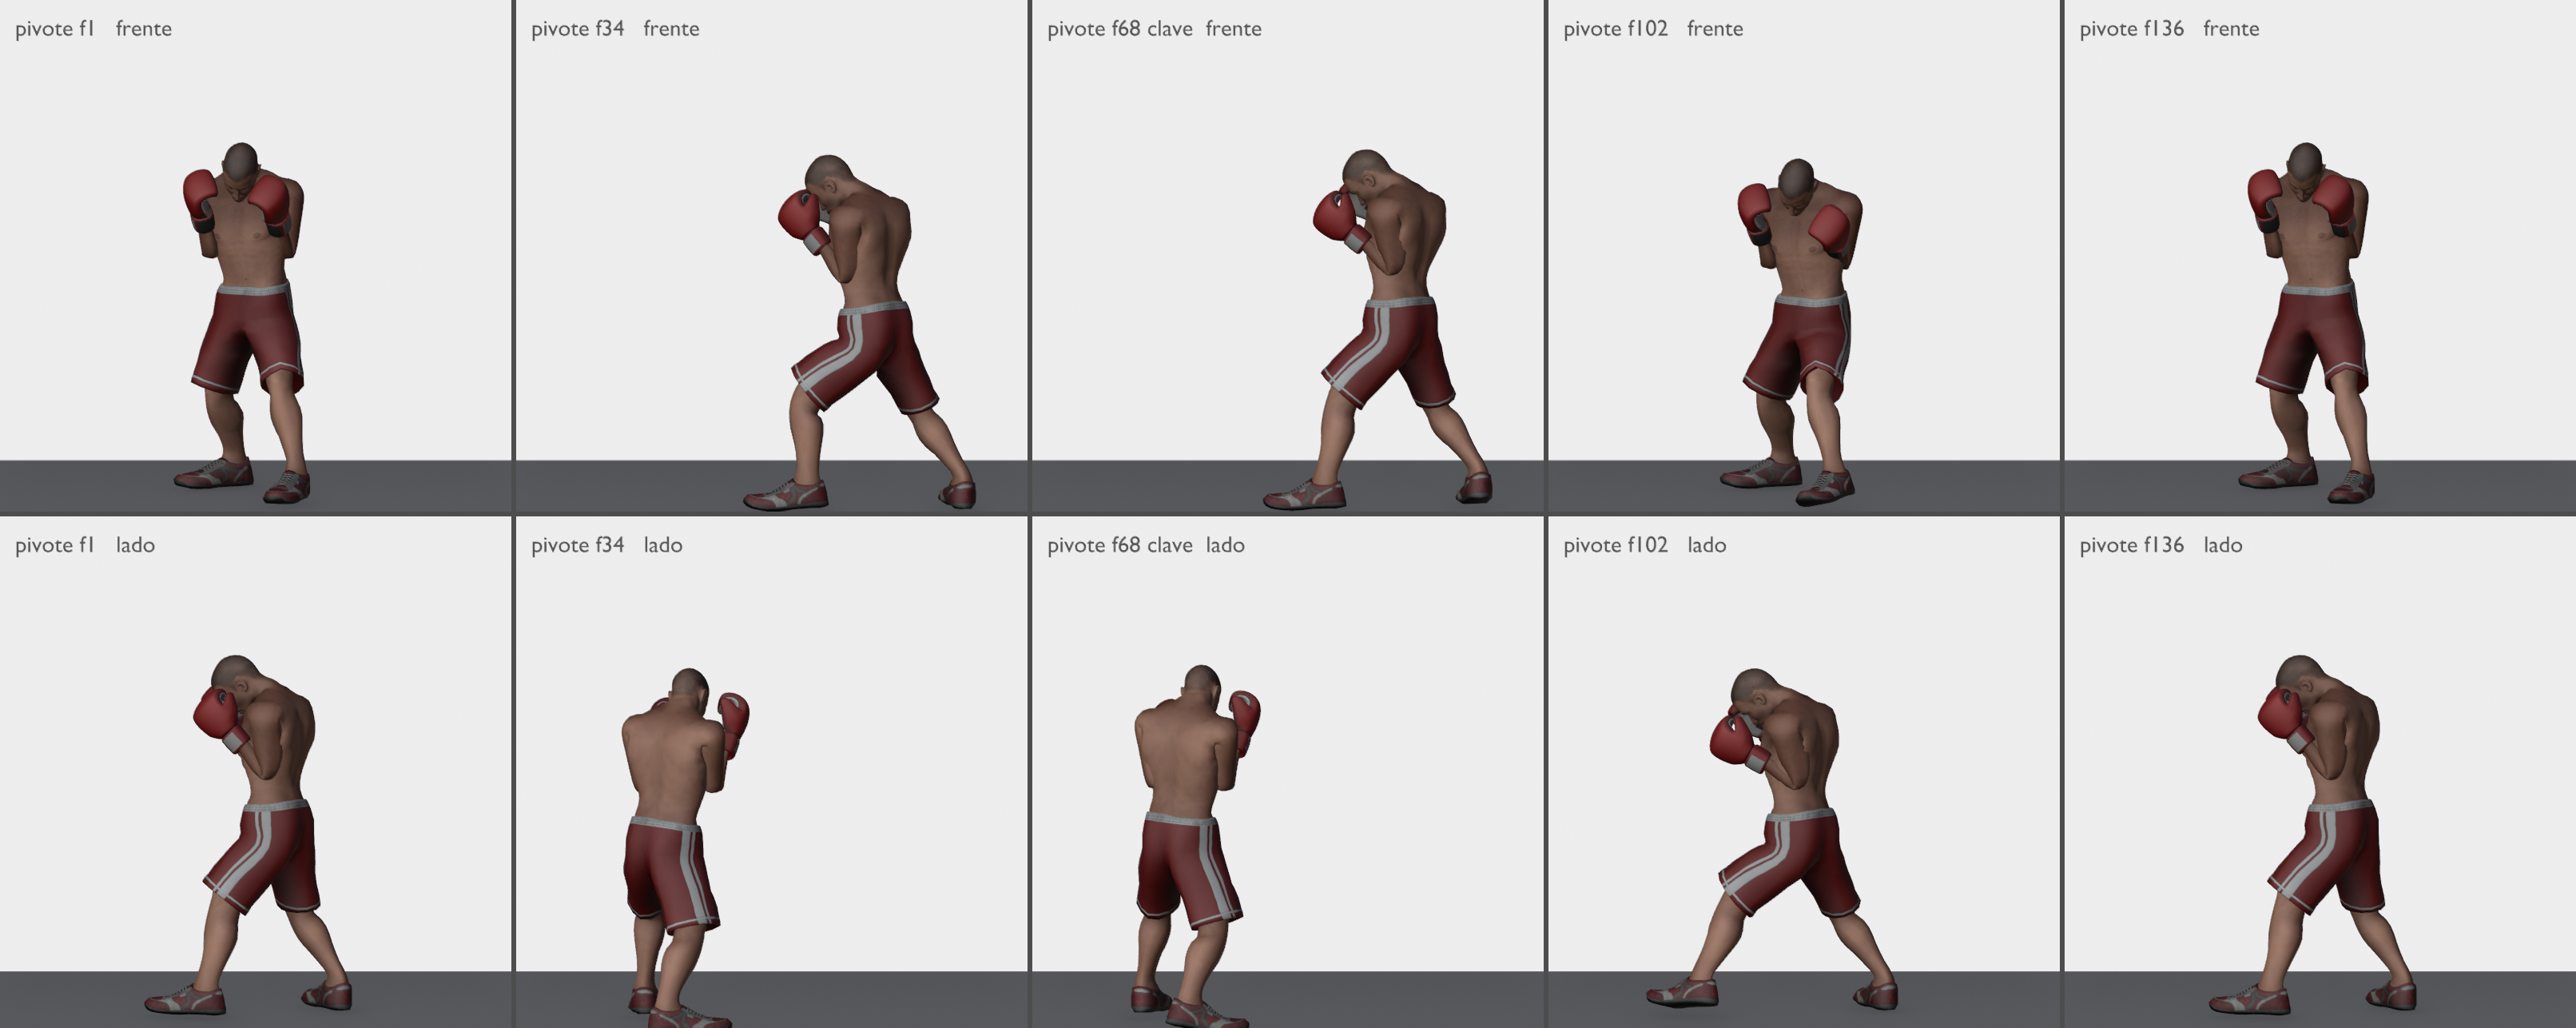 pivote f1 frente
pivote f34 frente
pivote f68 clave frente
pivote f102 frente
pivote f136 frente
pivote f1 lado
pivote f34 lado
pivote f68 clave lado
pivote f102 lado
pivote f136 lado